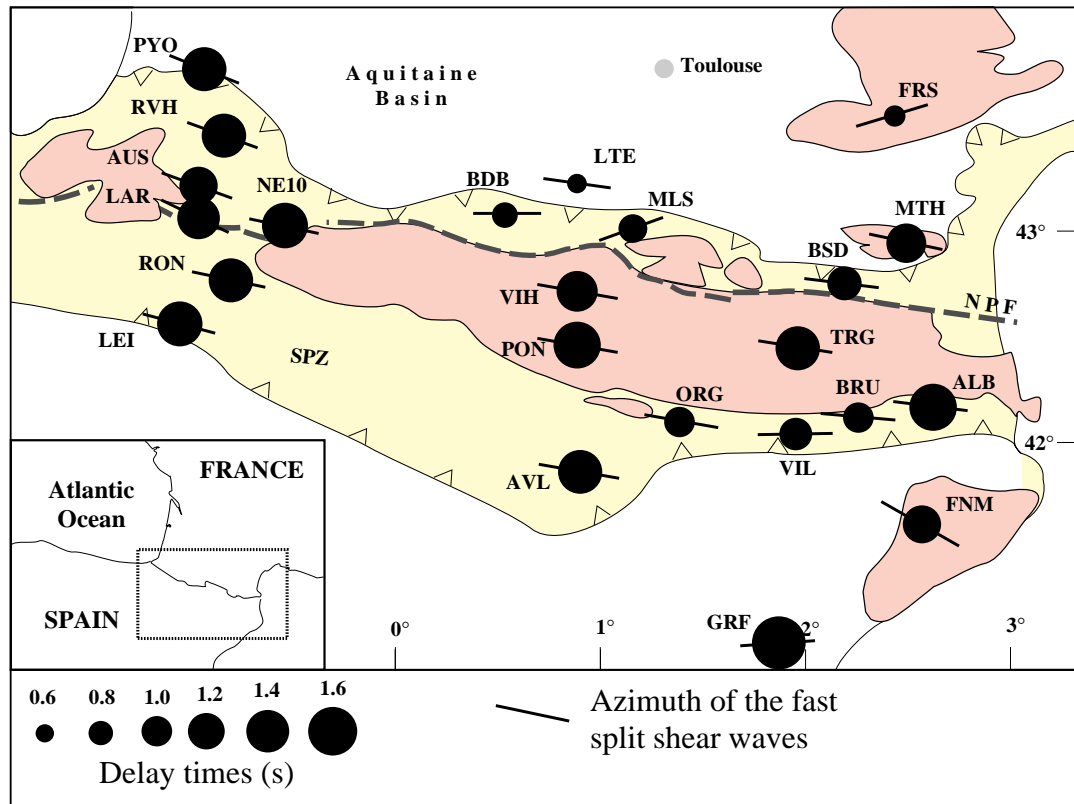 PYO
Aquitaine
Basin
Toulouse
FRS
RVH
AUS
LTE
NE10
BDB
LAR
MLS
MTH
43°
BSD
RON
VIH
NPF
LEI
PON
TRG
SPZ
ORG
BRU
ALB
42°
VIL
AVL
FNM
FRANCE
Atlantic
Ocean
SPAIN
GRF
0°
1°
2°
3°
0.6 0.8 1.0 1.2 1.4 1.6
Delay times (s)
Azimuth of the fast
split shear waves